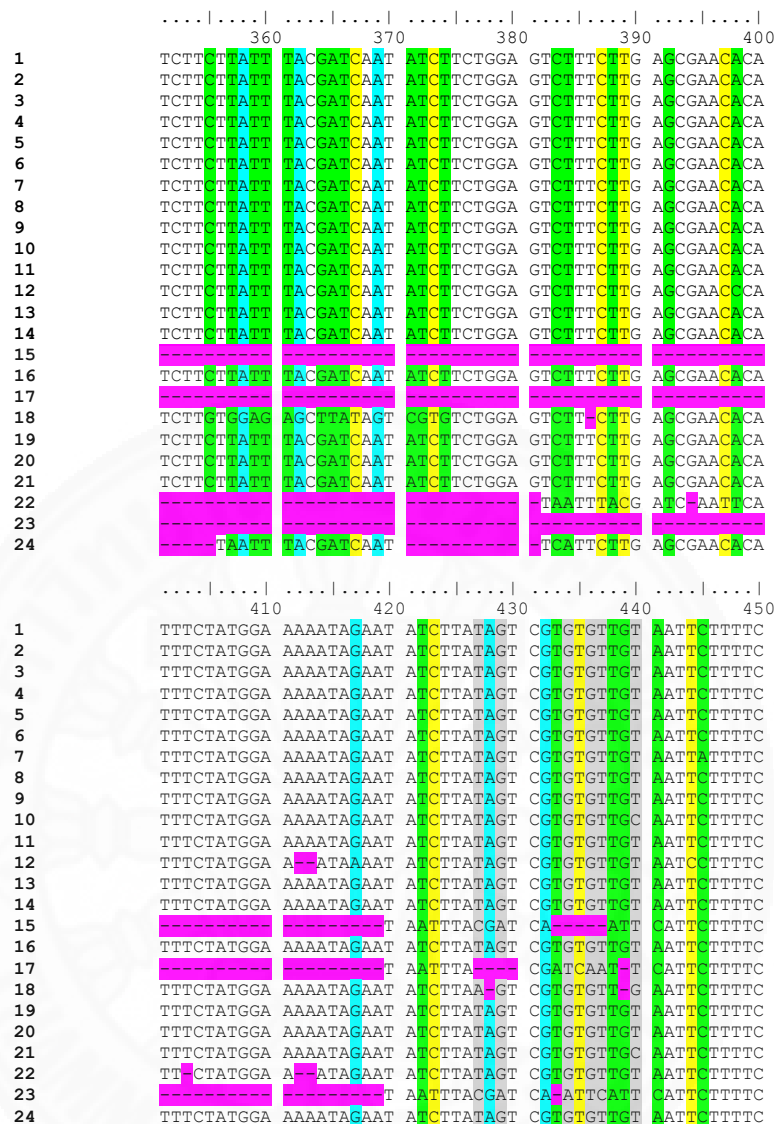 ....|....| ....|....| ....|....| ....|....| ....|....|
360 370 380 390 400
1 TCTTCTTATT TACGATCAAT ATCTTCTGGA GTCTTTCTTG AGCGAACACA
2 TCTTCTTATT TACGATCAAT ATCTTCTGGA GTCTTTCTTG AGCGAACACA
3 TCTTCTTATT TACGATCAAT ATCTTCTGGA GTCTTTCTTG AGCGAACACA
4 TCTTCTTATT TACGATCAAT ATCTTCTGGA GTCTTTCTTG AGCGAACACA
5 TCTTCTTATT TACGATCAAT ATCTTCTGGA GTCTTTCTTG AGCGAACACA
6 TCTTCTTATT TACGATCAAT ATCTTCTGGA GTCTTTCTTG AGCGAACACA
7 TCTTCTTATT TACGATCAAT ATCTTCTGGA GTCTTTCTTG AGCGAACACA
8 TCTTCTTATT TACGATCAAT ATCTTCTGGA GTCTTTCTTG AGCGAACACA
9 TCTTCTTATT TACGATCAAT ATCTTCTGGA GTCTTTCTTG AGCGAACACA
10 TCTTCTTATT TACGATCAAT ATCTTCTGGA GTCTTTCTTG AGCGAACACA
11 TCTTCTTATT TACGATCAAT ATCTTCTGGA GTCTTTCTTG AGCGAACACA
12 TCTTCTTATT TACGATCAAT ATCTTCTGGA GTCTTTCTTG AGCGAACCCA
13 TCTTCTTATT TACGATCAAT ATCTTCTGGA GTCTTTCTTG AGCGAACACA
14 TCTTCTTATT TACGATCAAT ATCTTCTGGA GTCTTTCTTG AGCGAACACA
15 ---------- ---------- ---------- ---------- ----------
16 TCTTCTTATT TACGATCAAT ATCTTCTGGA GTCTTTCTTG AGCGAACACA
17 ---------- ---------- ---------- ---------- ----------
18 TCTTGTGGAG AGCTTATAGT CGTGTCTGGA GTCTT-CTTG AGCGAACACA
19 TCTTCTTATT TACGATCAAT ATCTTCTGGA GTCTTTCTTG AGCGAACACA
20 TCTTCTTATT TACGATCAAT ATCTTCTGGA GTCTTTCTTG AGCGAACACA
21 TCTTCTTATT TACGATCAAT ATCTTCTGGA GTCTTTCTTG AGCGAACACA
22 ---------- ---------- ---------- -TAATTTACG ATC-AATTCA
23 ---------- ---------- ---------- ---------- ----------
24 -----TAATT TACGATCAAT ---------- -TCATTCTTG AGCGAACACA
....|....| ....|....| ....|....| ....|....| ....|....|
410 420 430 440 450
1 TTTCTATGGA AAAATAGAAT ATCTTATAGT CGTGTGTTGT AATTCTTTTC
2 TTTCTATGGA AAAATAGAAT ATCTTATAGT CGTGTGTTGT AATTCTTTTC
3 TTTCTATGGA AAAATAGAAT ATCTTATAGT CGTGTGTTGT AATTCTTTTC
4 TTTCTATGGA AAAATAGAAT ATCTTATAGT CGTGTGTTGT AATTCTTTTC
5 TTTCTATGGA AAAATAGAAT ATCTTATAGT CGTGTGTTGT AATTCTTTTC
6 TTTCTATGGA AAAATAGAAT ATCTTATAGT CGTGTGTTGT AATTCTTTTC
7 TTTCTATGGA AAAATAGAAT ATCTTATAGT CGTGTGTTGT AATTATTTTC
8 TTTCTATGGA AAAATAGAAT ATCTTATAGT CGTGTGTTGT AATTCTTTTC
9 TTTCTATGGA AAAATAGAAT ATCTTATAGT CGTGTGTTGT AATTCTTTTC
10 TTTCTATGGA AAAATAGAAT ATCTTATAGT CGTGTGTTGC AATTCTTTTC
11 TTTCTATGGA AAAATAGAAT ATCTTATAGT CGTGTGTTGT AATTCTTTTC
12 TTTCTATGGA A--ATAAAAT ATCTTATAGT CGTGTGTTGT AATCCTTTTC
13 TTTCTATGGA AAAATAGAAT ATCTTATAGT CGTGTGTTGT AATTCTTTTC
14 TTTCTATGGA AAAATAGAAT ATCTTATAGT CGTGTGTTGT AATTCTTTTC
15 ---------- ---------T AATTTACGAT CA-----ATT CATTCTTTTC
16 TTTCTATGGA AAAATAGAAT ATCTTATAGT CGTGTGTTGT AATTCTTTTC
17 ---------- ---------T AATTTA---- CGATCAAT-T CATTCTTTTC
18 TTTCTATGGA AAAATAGAAT ATCTTAA-GT CGTGTGTT-G AATTCTTTTC
19 TTTCTATGGA AAAATAGAAT ATCTTATAGT CGTGTGTTGT AATTCTTTTC
20 TTTCTATGGA AAAATAGAAT ATCTTATAGT CGTGTGTTGT AATTCTTTTC
21 TTTCTATGGA AAAATAGAAT ATCTTATAGT CGTGTGTTGC AATTCTTTTC
22 TT-CTATGGA A--ATAGAAT ATCTTATAGT CGTGTGTTGT AATTCTTTTC
23 ---------- ---------T AATTTACGAT CA-ATTCATT CATTCTTTTC
24 TTTCTATGGA AAAATAGAAT ATCTTATAGT CGTGTGTTGT AATTCTTTTC